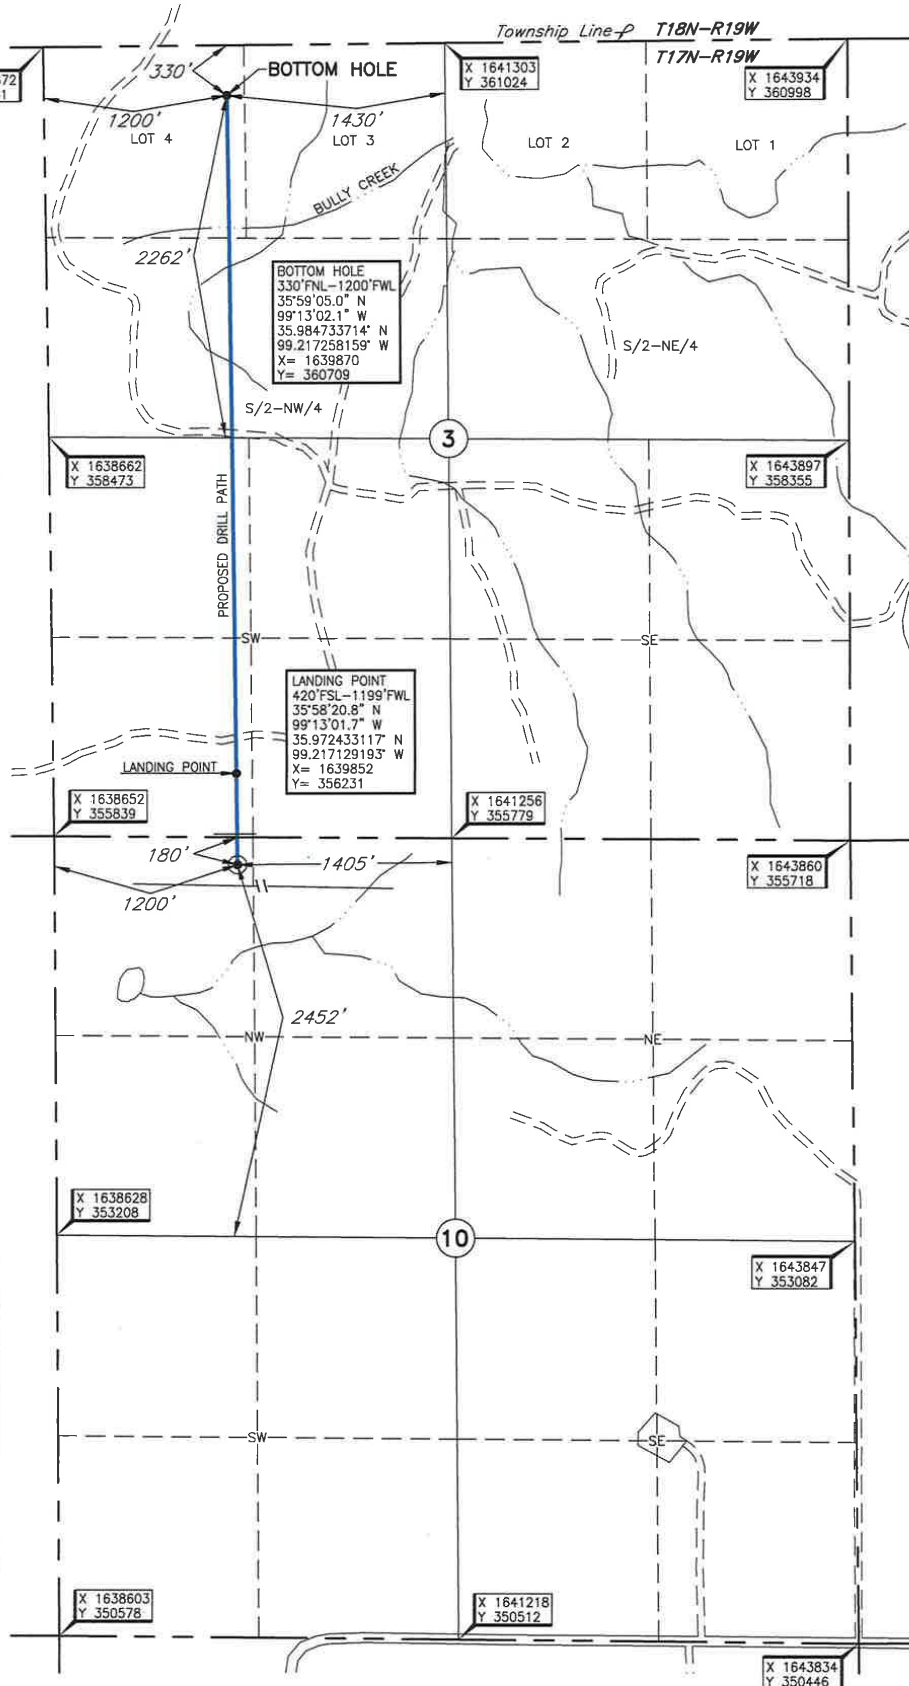 Township Line
T18N-R19W
T17N-R19W
330'
BOTTOM HOLE
X 1641303
Y 361024
X 1643934
Y 360998
1200'
1430'
LOT 4
LOT 3
LOT 2
LOT 1
BULLY CREEK
2262'
BOTTOM HOLE
330'FNL-1200'FWL
35°59'05.0" N
99°13'02.1" W
35.984733714° N
99.217258159° W
X= 1639870
Y= 360709
S/2-NE/4
S/2-NW/4
3
X 1638662
Y 358473
X 1643897
Y 358355
PROPOSED DRILL PATH
SW
SE
LANDING POINT
420'FSL-1199'FWL
35°58'20.8" N
99°13'01.7" W
35.972433117° N
99.217129193° W
X= 1639852
Y= 356231
LANDING POINT
X 1638652
Y 355839
X 1641256
Y 355779
180'
1405'
1200'
X 1643860
Y 355718
2452'
NW
NE
X 1638628
Y 353208
10
X 1643847
Y 353082
SW
SE
X 1638603
Y 350578
X 1641218
Y 350512
X 1643834
Y 350446